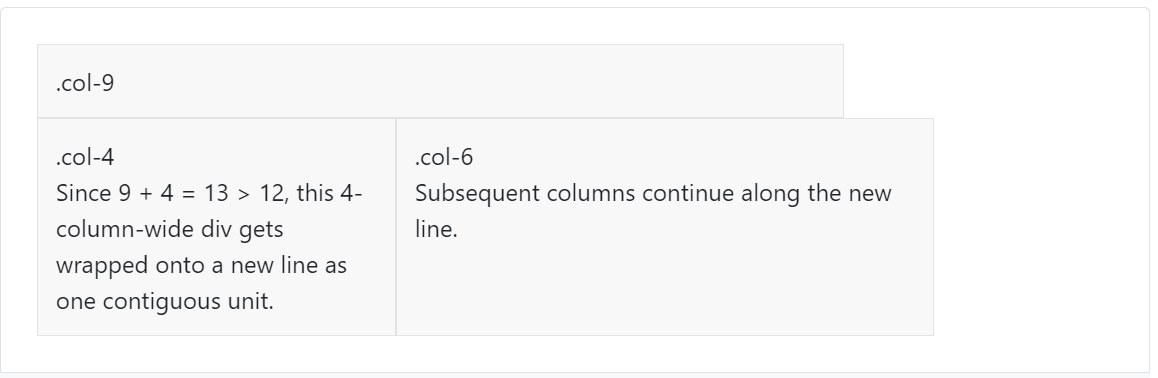 .col-9
.col-4
Since 9 + 4 = 13 > 12, this 4-
column-wide div gets
wrapped onto a new line as
one contiguous unit.
.col-6
Subsequent columns continue along the new
line.